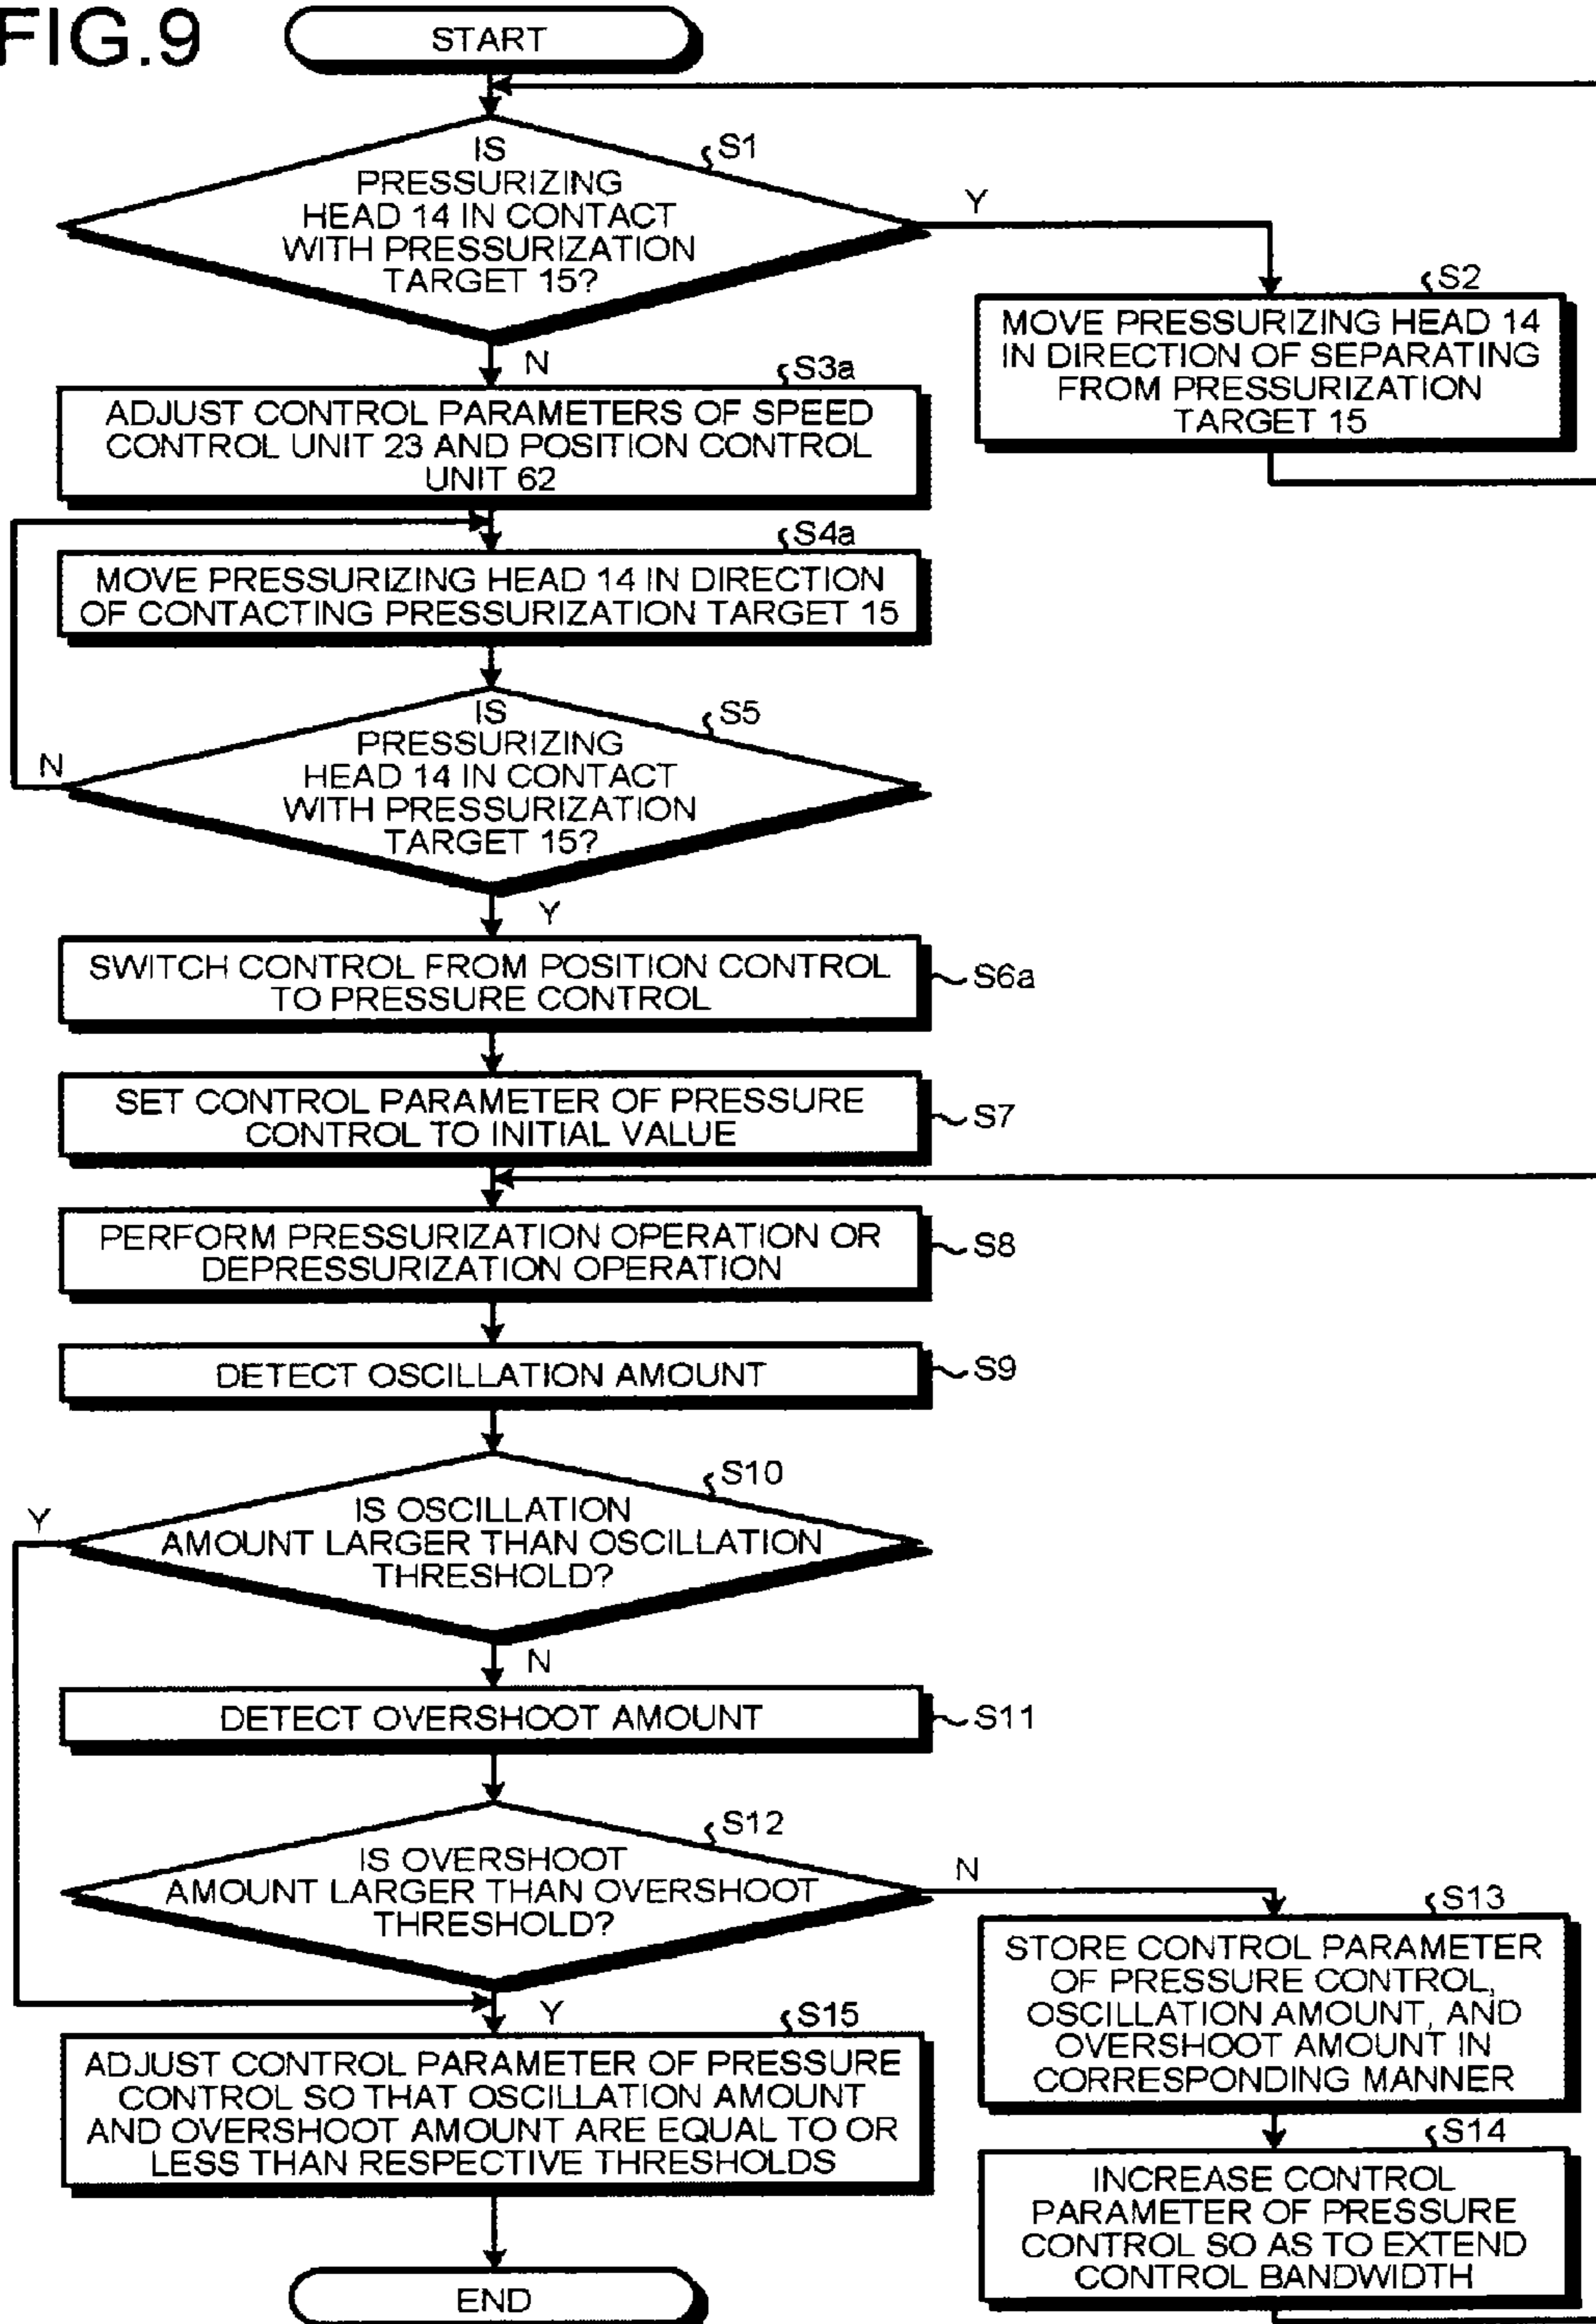 FIG.9
START
IS
PRESSURIZING
HEAD 14 IN CONTACT
WITH PRESSURIZATION
TARGET 15?
S1
Y
N
S2
MOVE PRESSURIZING HEAD 14
IN DIRECTION OF SEPARATING
FROM PRESSURIZATION
TARGET 15
S3a
ADJUST CONTROL PARAMETERS OF SPEED
CONTROL UNIT 23 AND POSITION CONTROL
UNIT 62
S4a
MOVE PRESSURIZING HEAD 14 IN DIRECTION
OF CONTACTING PRESSURIZATION TARGET 15
IS
PRESSURIZING
HEAD 14 IN CONTACT
WITH PRESSURIZATION
TARGET 15?
S5
N
Y
SWITCH CONTROL FROM POSITION CONTROL
TO PRESSURE CONTROL
S6a
SET CONTROL PARAMETER OF PRESSURE
CONTROL TO INITIAL VALUE
S7
PERFORM PRESSURIZATION OPERATION OR
DEPRESSURIZATION OPERATION
S8
DETECT OSCILLATION AMOUNT
S9
S10
IS OSCILLATION
AMOUNT LARGER THAN OSCILLATION
THRESHOLD?
Y
N
DETECT OVERSHOOT AMOUNT
S11
S12
IS OVERSHOOT
AMOUNT LARGER THAN OVERSHOOT
THRESHOLD?
N
Y
S13
STORE CONTROL PARAMETER
OF PRESSURE CONTROL,
OSCILLATION AMOUNT, AND
OVERSHOOT AMOUNT IN
CORRESPONDING MANNER
S14
INCREASE CONTROL
PARAMETER OF PRESSURE
CONTROL SO AS TO EXTEND
CONTROL BANDWIDTH
S15
ADJUST CONTROL PARAMETER OF PRESSURE
CONTROL SO THAT OSCILLATION AMOUNT
AND OVERSHOOT AMOUNT ARE EQUAL TO OR
LESS THAN RESPECTIVE THRESHOLDS
END